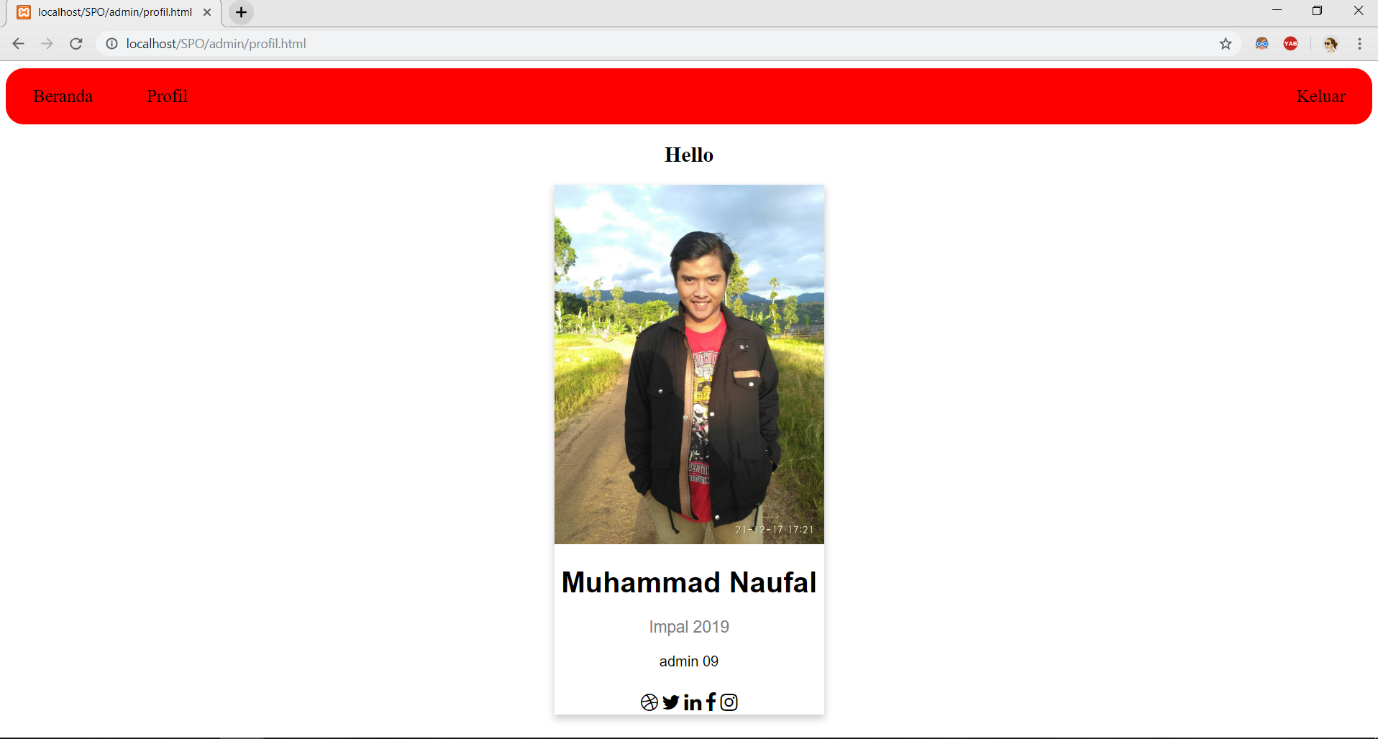 localhost/SPO/admin/profil.html
localhost/SPO/admin/profil.html
YAB
Beranda Profil Keluar
Hello
21-12-17 17:21
Muhammad Naufal
Impal 2019
admin 09